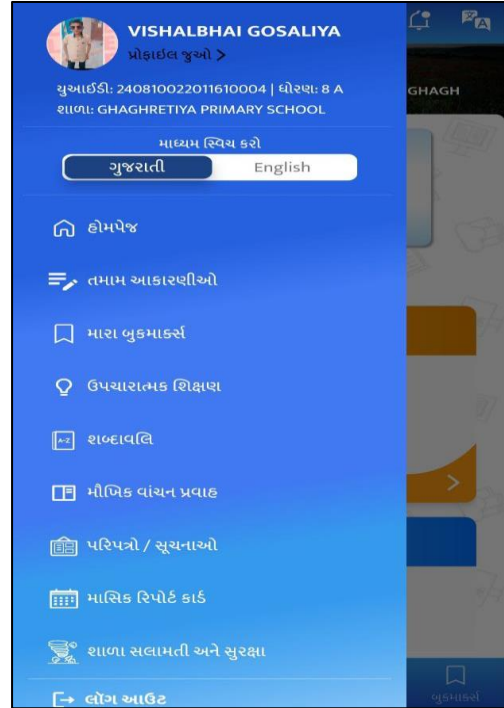 VISHALBHAI GOSALIYA
પ્રોફાઇલ જુઓ >
યુઆઈડી: 240810022011610004 | ધોરણ: 8 A
શાળા: GHAGHRETIYA PRIMARY SCHOOL
માધ્યમ સ્વિચ કરો
ગુજરાતી English
હોમપેજ
તમામ આકારણીઓ
મારા બુકમાર્ક્સ
ઉપચારાત્મક શિક્ષણ
A-Z શબ્દાવલિ
મૌખિક વાંચન પ્રવાહ
પરિપત્રો / સૂચનાઓ
માસિક રિપોર્ટ કાર્ડ
શાળા સલામતી અને સુરક્ષા
લૉગ આઉટ
GHAGH
બુકમાર્ક્સ